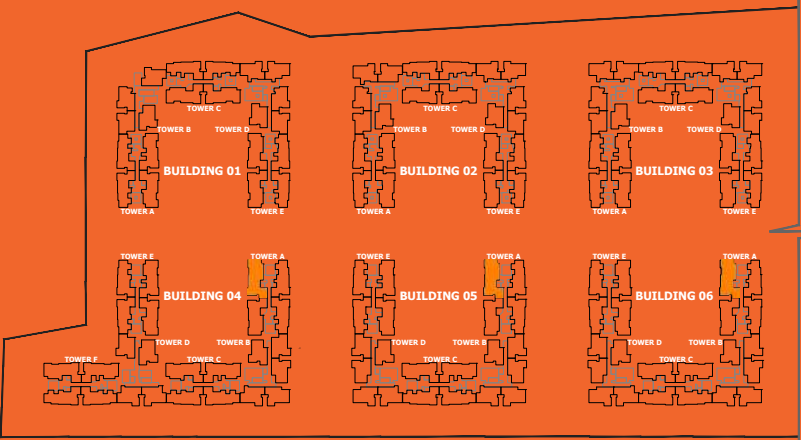 TOWER C TOWER C TOWER C
TOWER B TOWER D TOWER B TOWER D TOWER B TOWER D
BUILDING 01 BUILDING 02 BUILDING 03
TOWER A TOWER E TOWER A TOWER E TOWER A TOWER E
TOWER E TOWER A TOWER E TOWER A TOWER E TOWER A
BUILDING 04 BUILDING 05 BUILDING 06
TOWER D TOWER B TOWER D TOWER B TOWER D TOWER B
TOWER F TOWER C TOWER C TOWER C